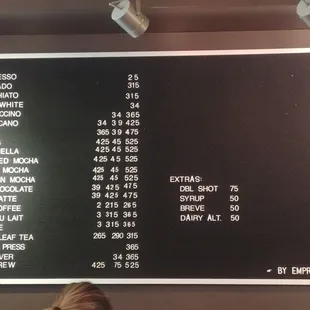 ESSO 25
ADO 315
HIATO 315
WHITE 34
CCINO 34 365
CANO 34 39 425
365 39 475
425 45 525
ELLA 425 45 525
ED MOCHA 425 45 525
MOCHA 425 45 525
N MOCHA 425 45 525
OCOLATE 39 425 475
ATTE 39 425 475
OFFEE 2 215 265
U LAIT 3 315 365
E 3 315 365
LEAF TEA 265 290 315
PRESS 365
VER 34 365
REW 425 75 525
EXTRAS:
DBL SHOT 75
SYRUP 50
BREVE 50
DAIRY ALT. 50
- BY EMPR